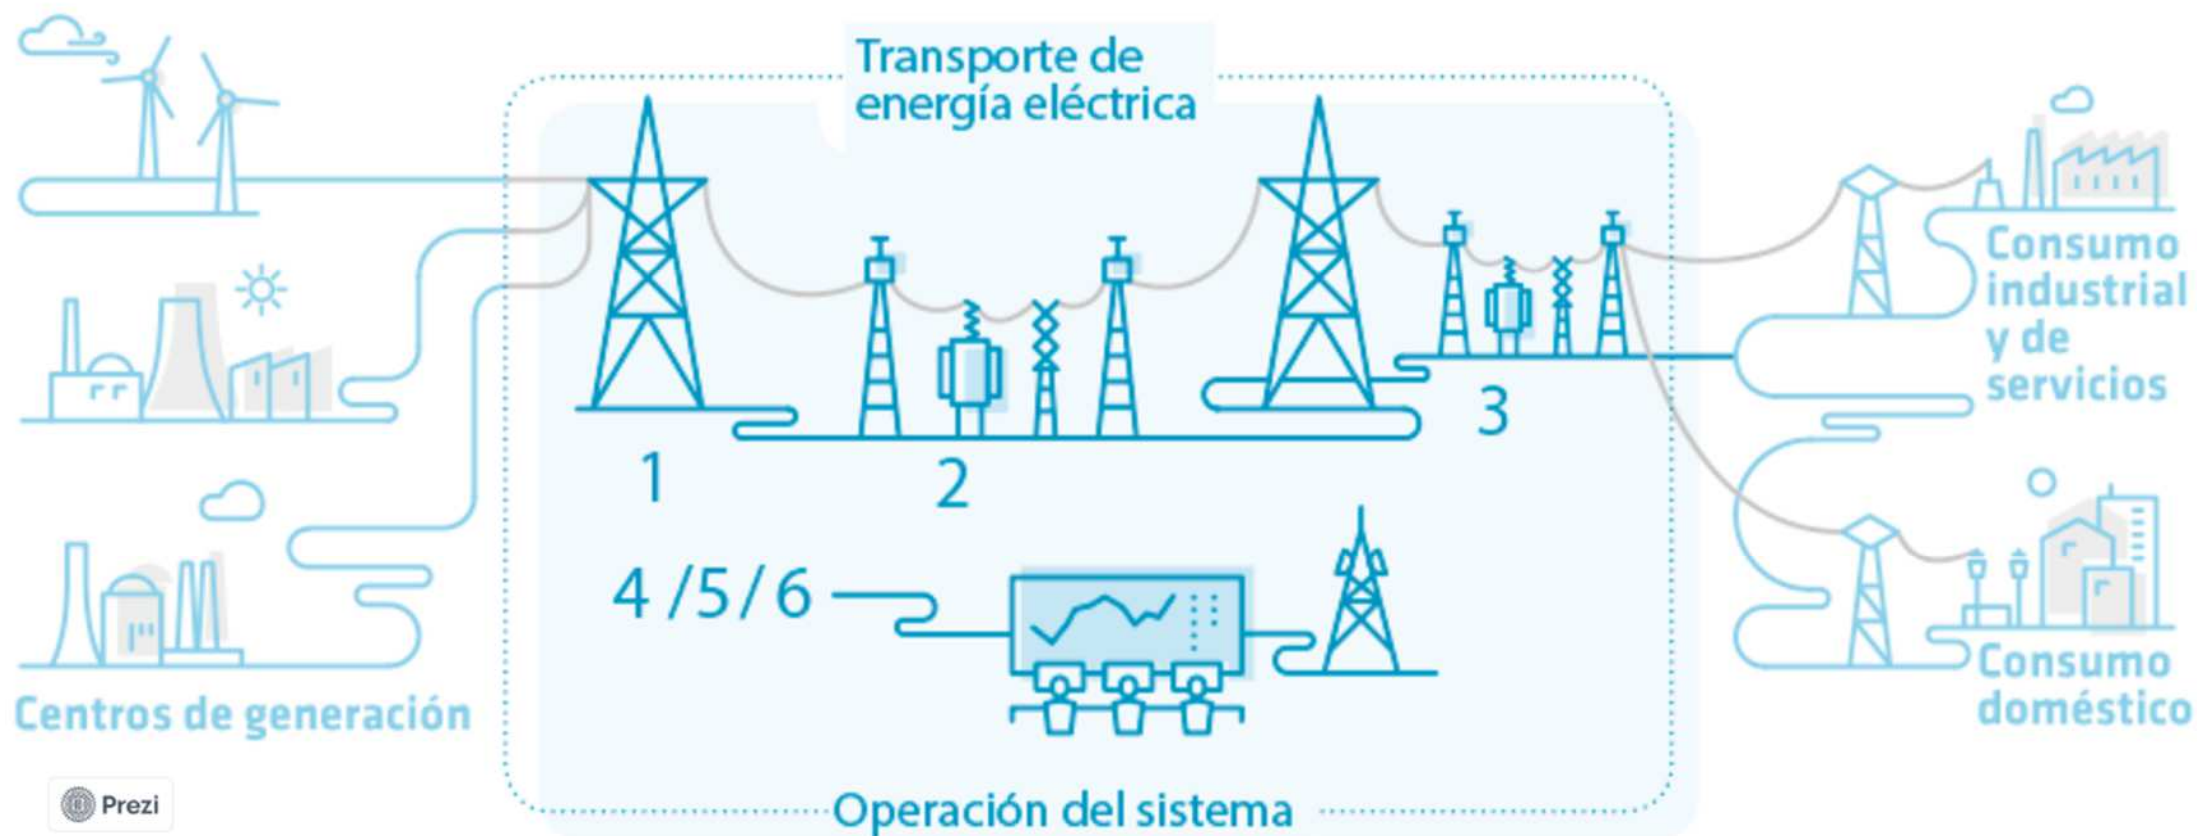 Transporte de
energía eléctrica
Consumo
industrial
y de
servicios
1
2
3
4 / 5 / 6
Centros de generación
Consumo
doméstico
Prezi
Operación del sistema